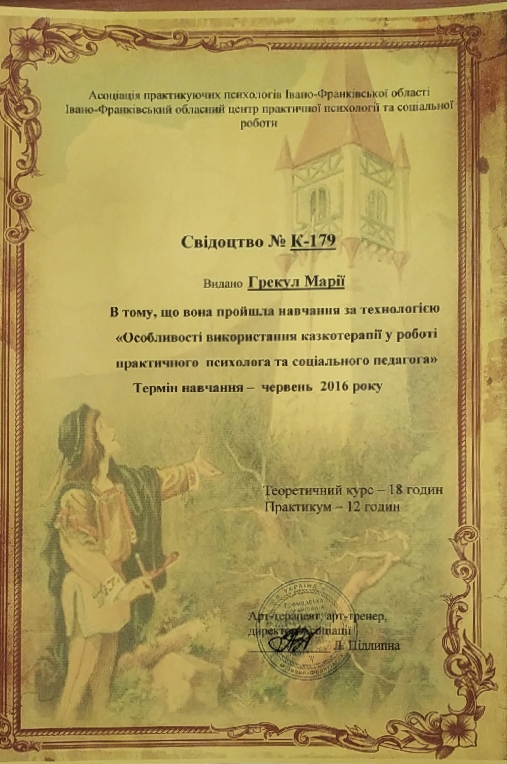 Асоціація практикуючих психологів Івано-Франківської області
Івано-Франківський обласний центр практичної психології та соціальної
роботи
Свідоцтво № К-179
Видано Грекул Марії
В тому, що вона пройшла навчання за технологією
«Особливості використання казкотерапії у роботі
практичного психолога та соціального педагога»
Термін навчання – червень 2016 року
Теоретичний курс – 18 годин
Практикум – 12 годин
УКРАЇНА
Арт-терапевт, арт-тренер,
директор Асоціації
Л. Підлипна